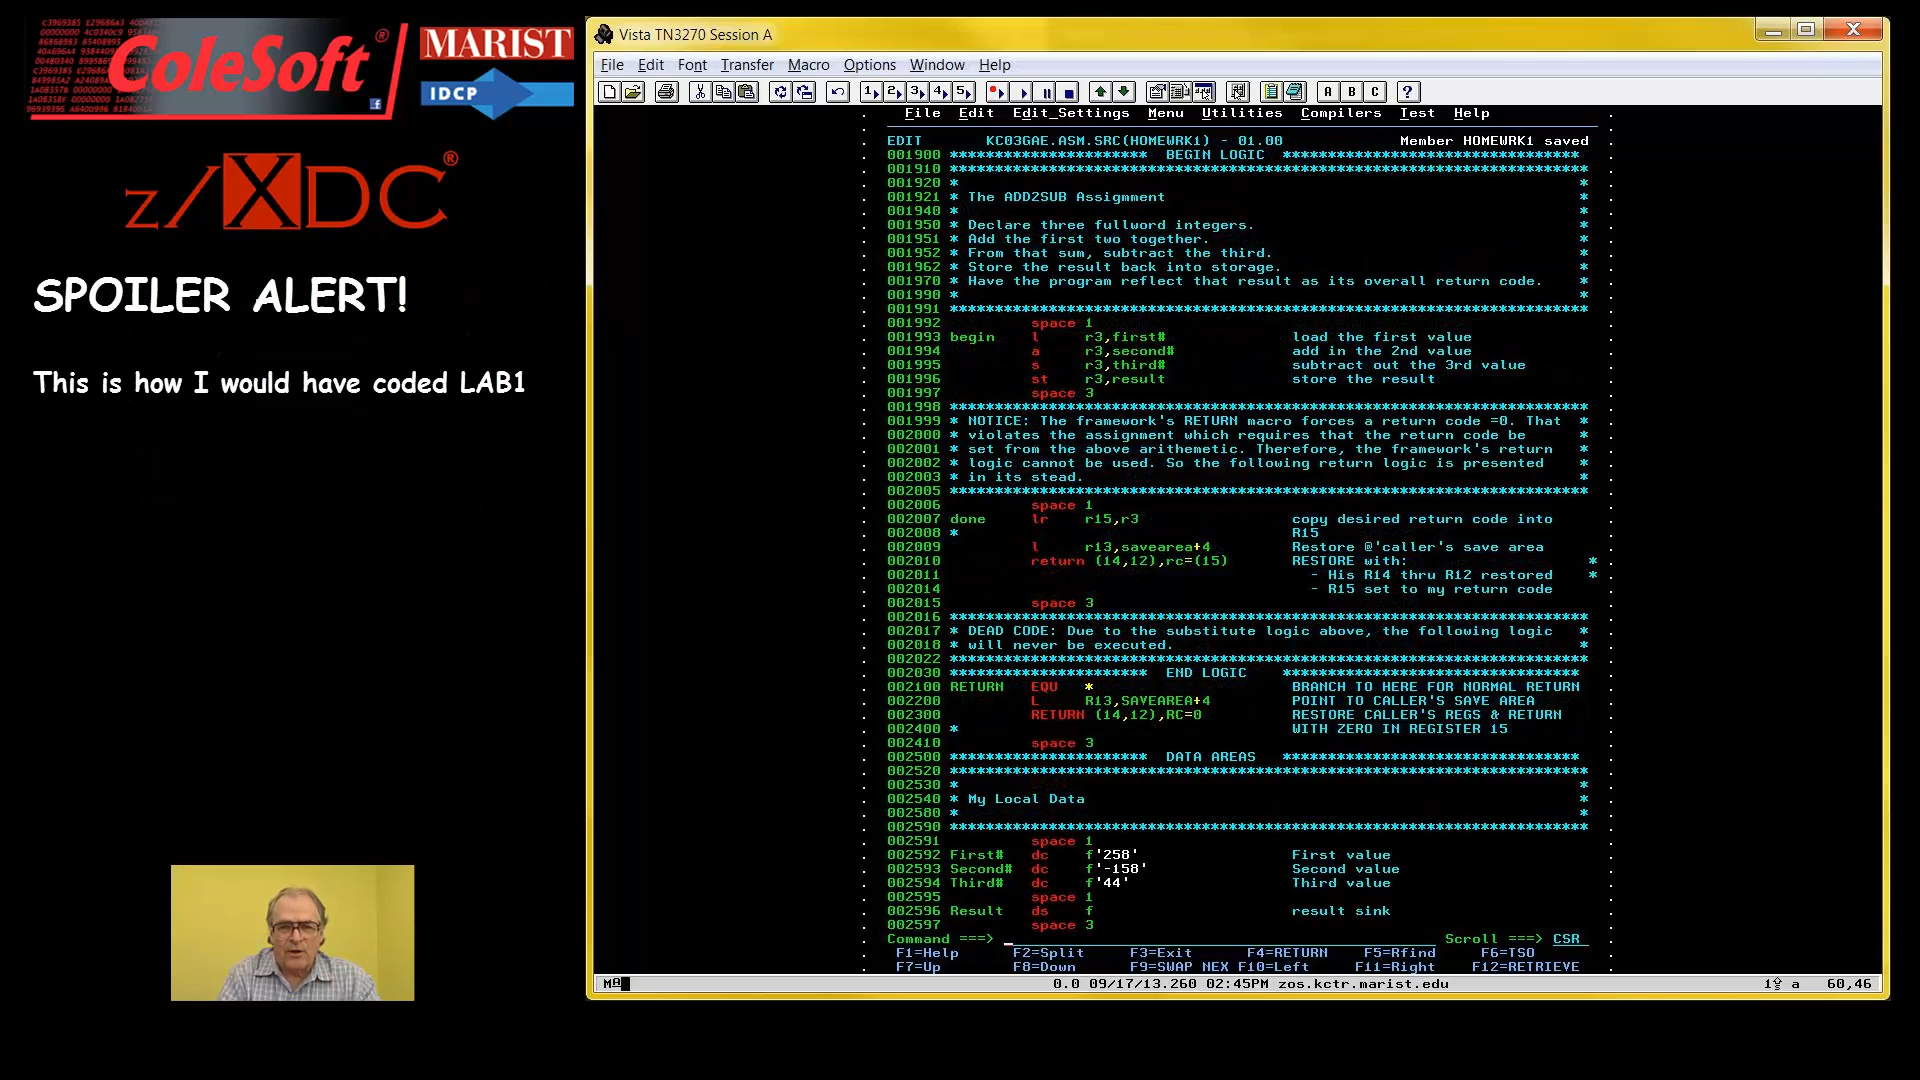 ColeSoft®
MARIST
IDCP
z/XDC®
SPOILER ALERT!
This is how I would have coded LAB1
Vista TN3270 Session A
File Edit Font Transfer Macro Options Window Help
1 2 3 4 5 A B C ?
File Edit Edit_Settings Menu Utilities Compilers Test Help
EDIT KC03GAE.ASM.SRC(HOMEWRK1) - 01.00 Member HOMEWRK1 saved
001900 ********************** BEGIN LOGIC *********************************
001910 ***********************************************************************
001920 * *
001921 * The ADD2SUB Assignment *
001940 * *
001950 * Declare three fullword integers. *
001951 * Add the first two together. *
001952 * From that sum, subtract the third. *
001962 * Store the result back into storage. *
001970 * Have the program reflect that result as its overall return code. *
001990 * *
001991 ***********************************************************************
001992 space 1
001993 begin l r3,first# load the first value
001994 a r3,second# add in the 2nd value
001995 s r3,third# subtract out the 3rd value
001996 st r3,result store the result
001997 space 3
001998 ***********************************************************************
001999 * NOTICE: The framework's RETURN macro forces a return code =0. That *
002000 * violates the assignment which requires that the return code be *
002001 * set from the above arithemetic. Therefore, the framework's return *
002002 * logic cannot be used. So the following return logic is presented *
002003 * in its stead. *
002005 ***********************************************************************
002006 space 1
002007 done lr r15,r3 copy desired return code into
002008 * R15
002009 l r13,savearea+4 Restore @'caller's save area
002010 return (14,12),rc=(15) RESTORE with: *
002011 - His R14 thru R12 restored *
002014 - R15 set to my return code
002015 space 3
002016 ***********************************************************************
002017 * DEAD CODE: Due to the substitute logic above, the following logic *
002018 * will never be executed. *
002022 ***********************************************************************
002030 ********************** END LOGIC *********************************
002100 RETURN EQU * BRANCH TO HERE FOR NORMAL RETURN
002200 L R13,SAVEAREA+4 POINT TO CALLER'S SAVE AREA
002300 RETURN (14,12),RC=0 RESTORE CALLER'S REGS & RETURN
002400 * WITH ZERO IN REGISTER 15
002410 space 3
002500 ********************** DATA AREAS *********************************
002520 ***********************************************************************
002530 * *
002540 * My Local Data *
002580 * *
002590 ***********************************************************************
002591 space 1
002592 First# dc f'258' First value
002593 Second# dc f'-158' Second value
002594 Third# dc f'44' Third value
002595 space 1
002596 Result ds f result sink
002597 space 3
Command ===> Scroll ===> CSR
F1=Help F2=Split F3=Exit F4=RETURN F5=Rfind F6=TSO
F7=Up F8=Down F9=SWAP NEX F10=Left F11=Right F12=RETRIEVE
0.0 09/17/13.260 02:45PM zos.kctr.marist.edu a 60,46